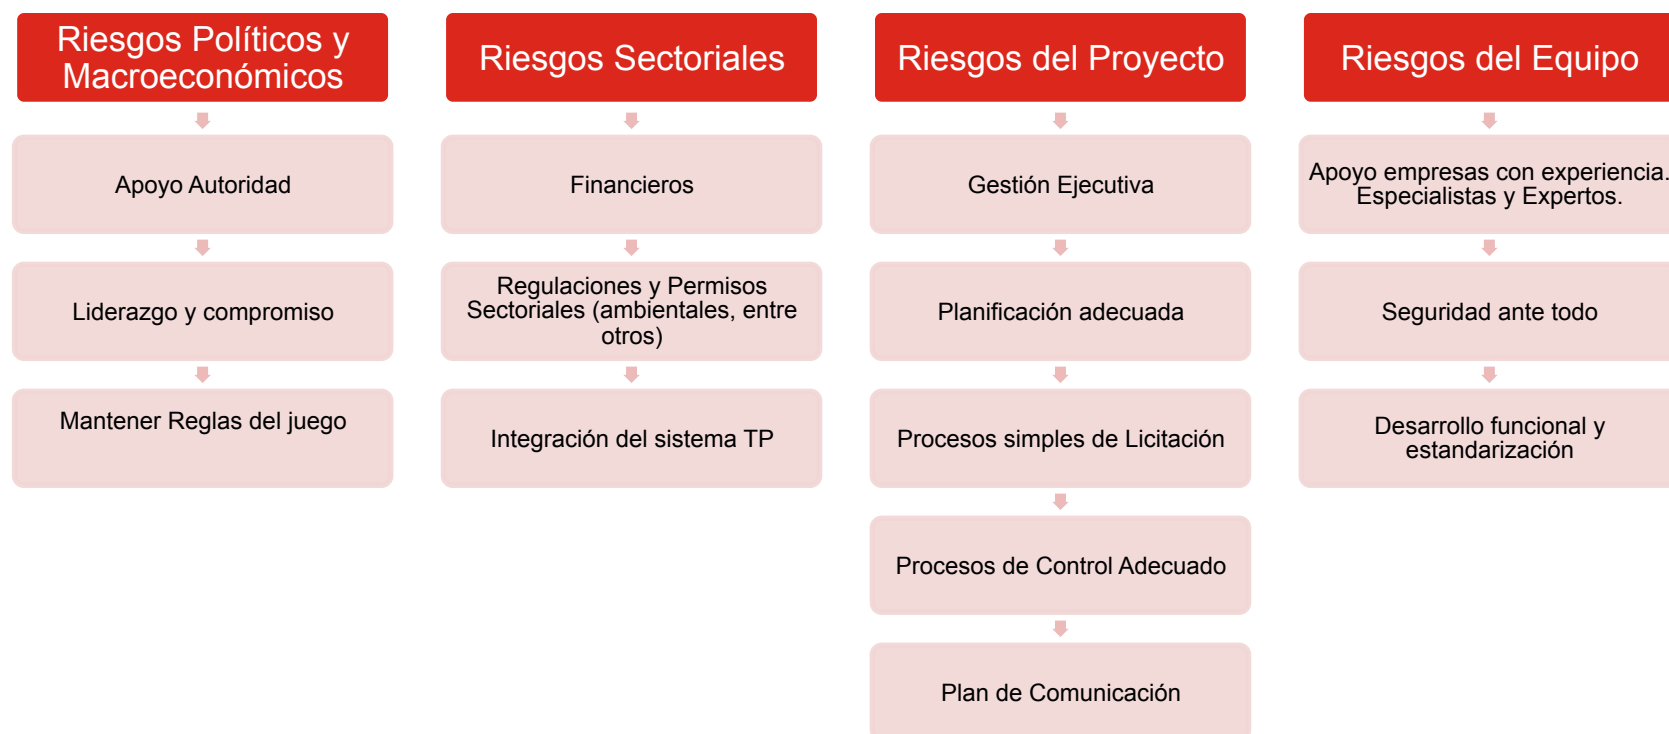 Riesgos Políticos y
Macroeconómicos
Apoyo Autoridad
Liderazgo y compromiso
Mantener Reglas del juego
Riesgos Sectoriales
Financieros
Regulaciones y Permisos
Sectoriales (ambientales, entre
otros)
Integración del sistema TP
Riesgos del Proyecto
Gestión Ejecutiva
Planificación adecuada
Procesos simples de Licitación
Procesos de Control Adecuado
Plan de Comunicación
Riesgos del Equipo
Apoyo empresas con experiencia.
Especialistas y Expertos.
Seguridad ante todo
Desarrollo funcional y
estandarización